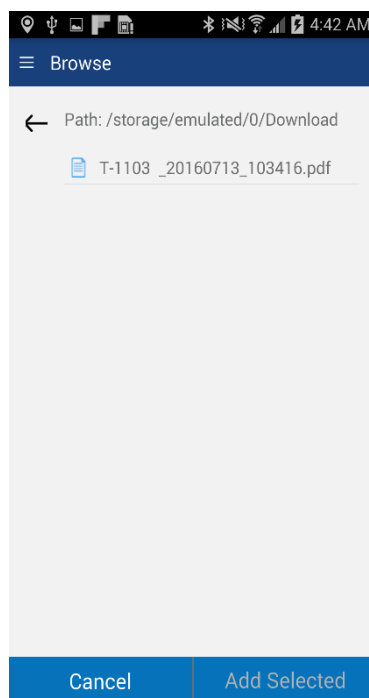 4:42 AM
Browse
Path: /storage/emulated/0/Download
T-1103 _20160713_103416.pdf
Cancel
Add Selected